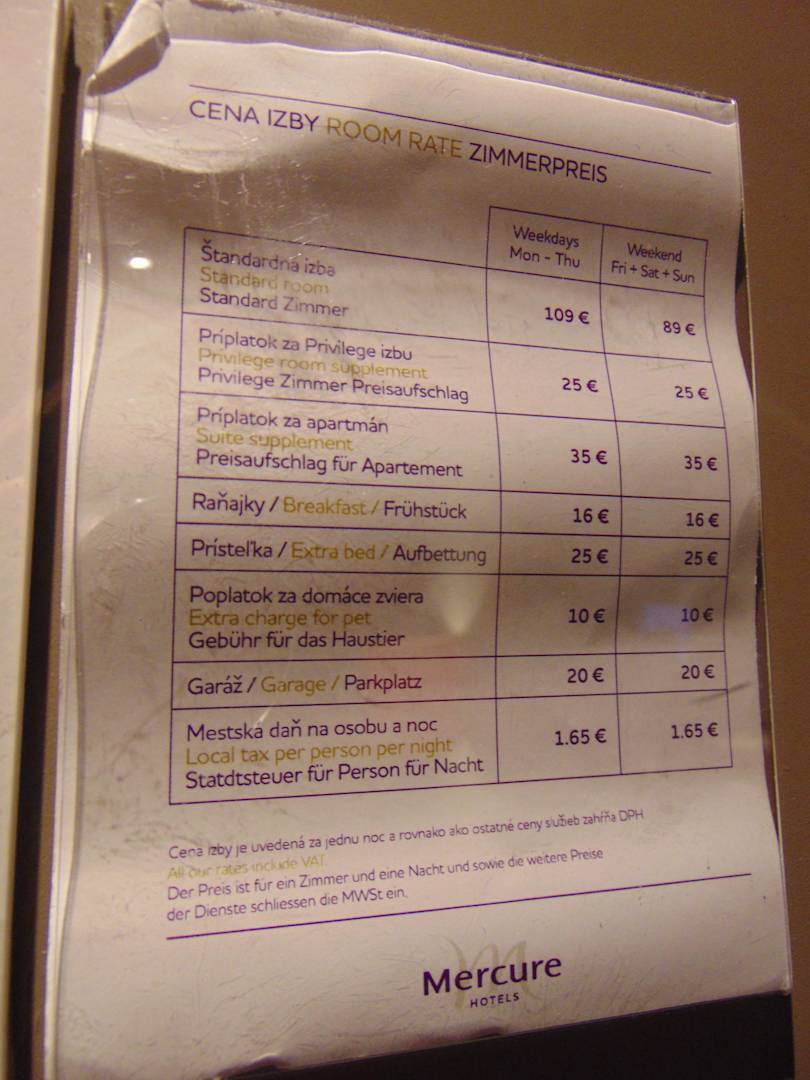 CENA IZBY ROOM RATE ZIMMERPREIS
Weekdays
Mon - Thu
Weekend
Fri + Sat + Sun
Štandardná izba
Standard room
Standard Zimmer
109 €
89 €
Príplatok za Privilege izbu
Privilege room supplement
Privilege Zimmer Preisaufschlag
25 €
25 €
Príplatok za apartmán
Suite supplement
Preisaufschlag für Apartement
35 €
35 €
Raňajky / Breakfast / Frühstück
16 €
16 €
Prístelka / Extra bed / Aufbettung
25 €
25 €
Poplatok za domáce zviera
Extra charge for pet
Gebühr für das Haustier
10 €
10 €
Garáž / Garage / Parkplatz
20 €
20 €
Mestská daň na osobu a noc
Local tax per person per night
Statdtsteuer für Person für Nacht
1.65 €
1.65 €
Cena izby je uvedená za jednu noc a rovnako ako ostatné ceny služieb zahŕňa DPH
All our rates include VAT.
Der Preis ist für ein Zimmer und eine Nacht und sowie die weitere Preise
der Dienste schliessen die MWSt ein.
Mercure
HOTELS